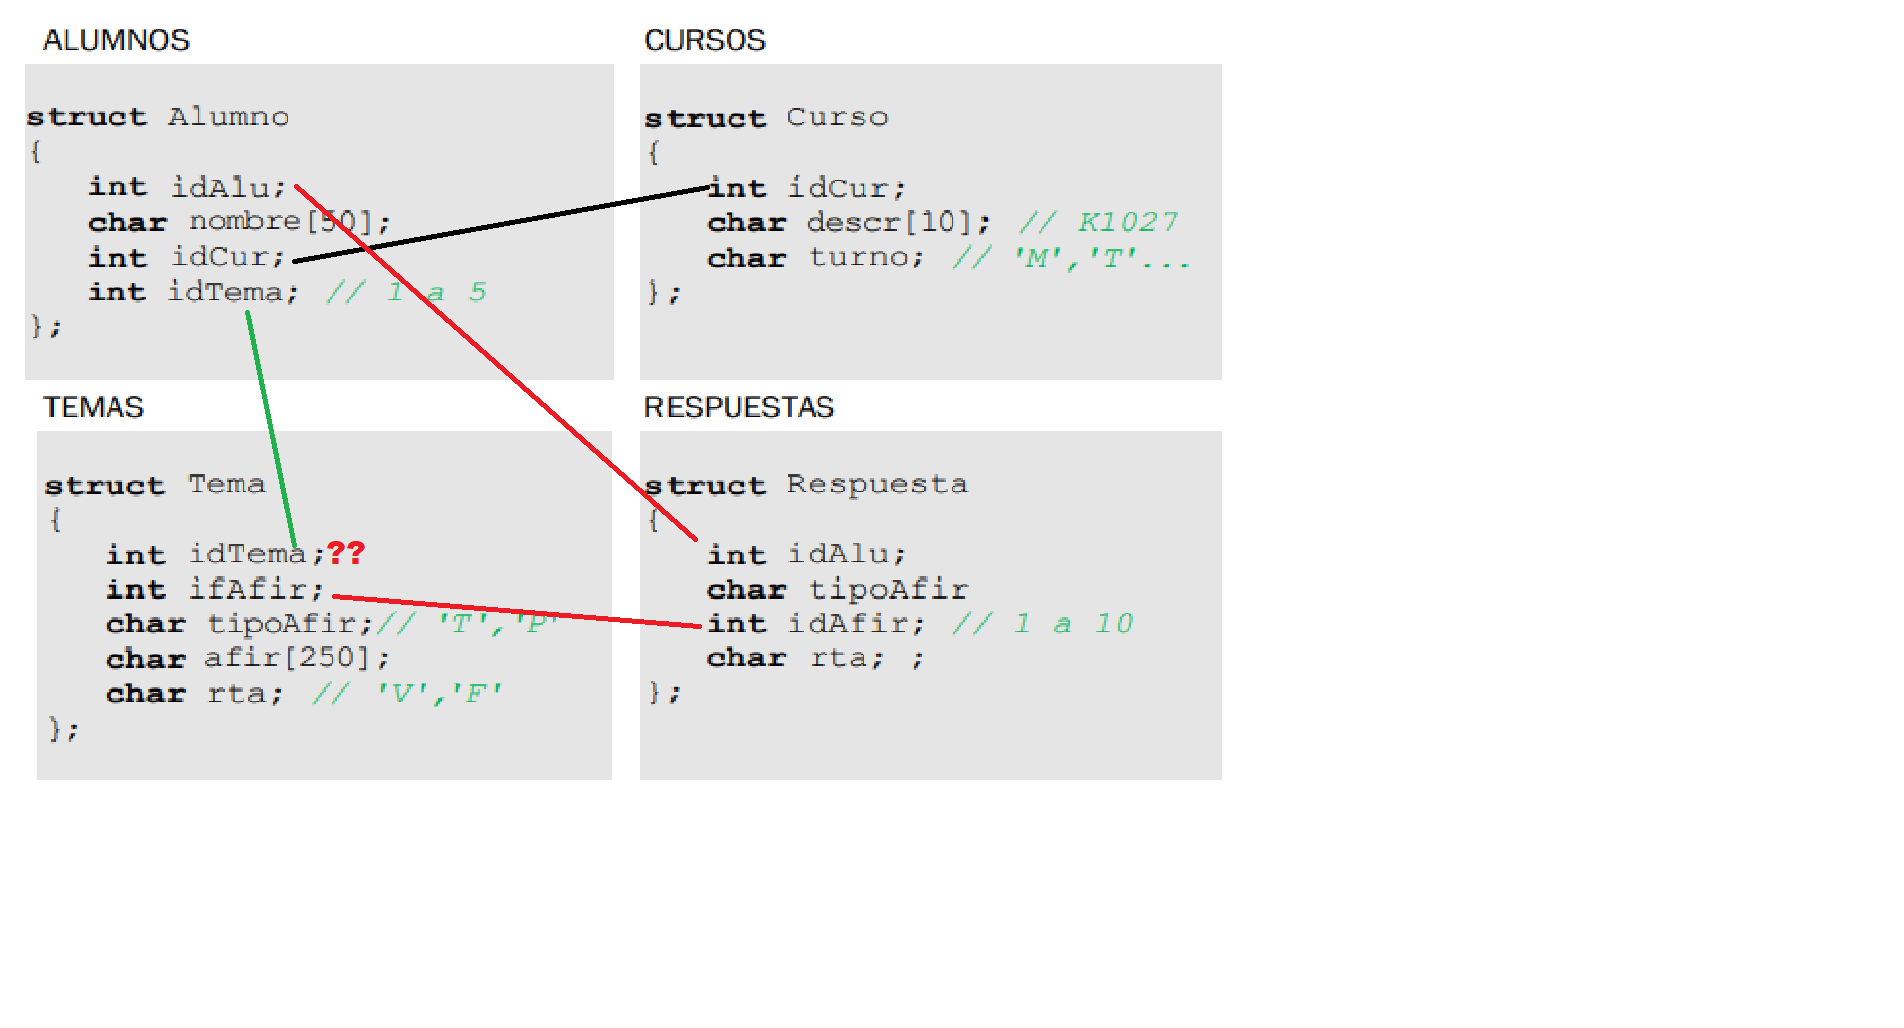 ALUMNOS
struct Alumno
{
int idAlu;
char nombre[50];
int idCur;
int idTema; // 1 a 5
};
CURSOS
struct Curso
{
int idCur;
char descr[10]; // K1027
char turno; // 'M','T'...
};
TEMAS
struct Tema
{
int idTema;??
int ifAfir;
char tipoAfir;// 'T','P'
char afir[250];
char rta; // 'V','F'
};
RESPUESTAS
struct Respuesta
{
int idAlu;
char tipoAfir
int idAfir; // 1 a 10
char rta; ;
};